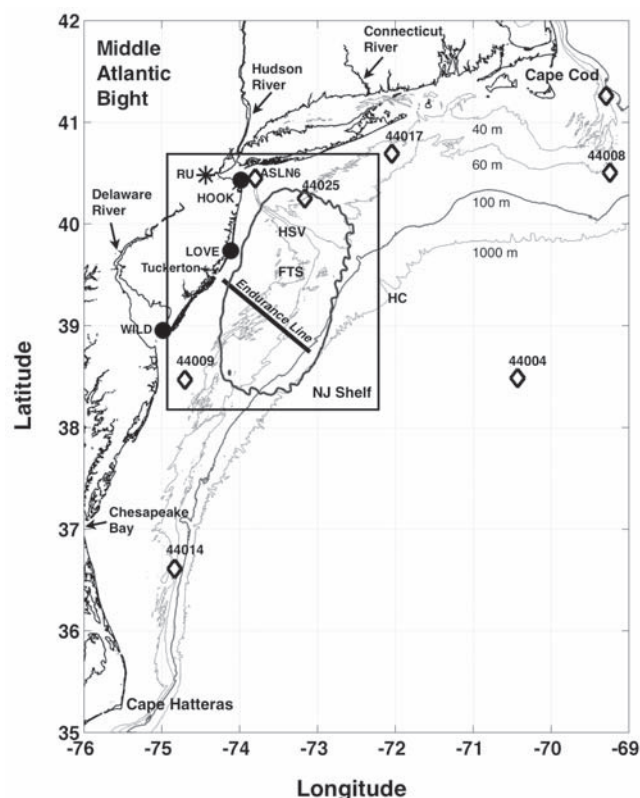 42
41
40
39
38
37
36
35
Latitude
Middle
Atlantic
Bight
Connecticut
River
Hudson
River
Cape Cod
40 m
60 m
100 m
1000 m
44017
44008
RU
ASLN6
HOOK
44025
Delaware
River
HSV
LOVE
Tuckerton
FTS
Endurance Line
HC
WILD
44009
44004
NJ Shelf
Chesapeake
Bay
44014
Cape Hatteras
-76
-75
-74
-73
-72
-71
-70
-69
Longitude